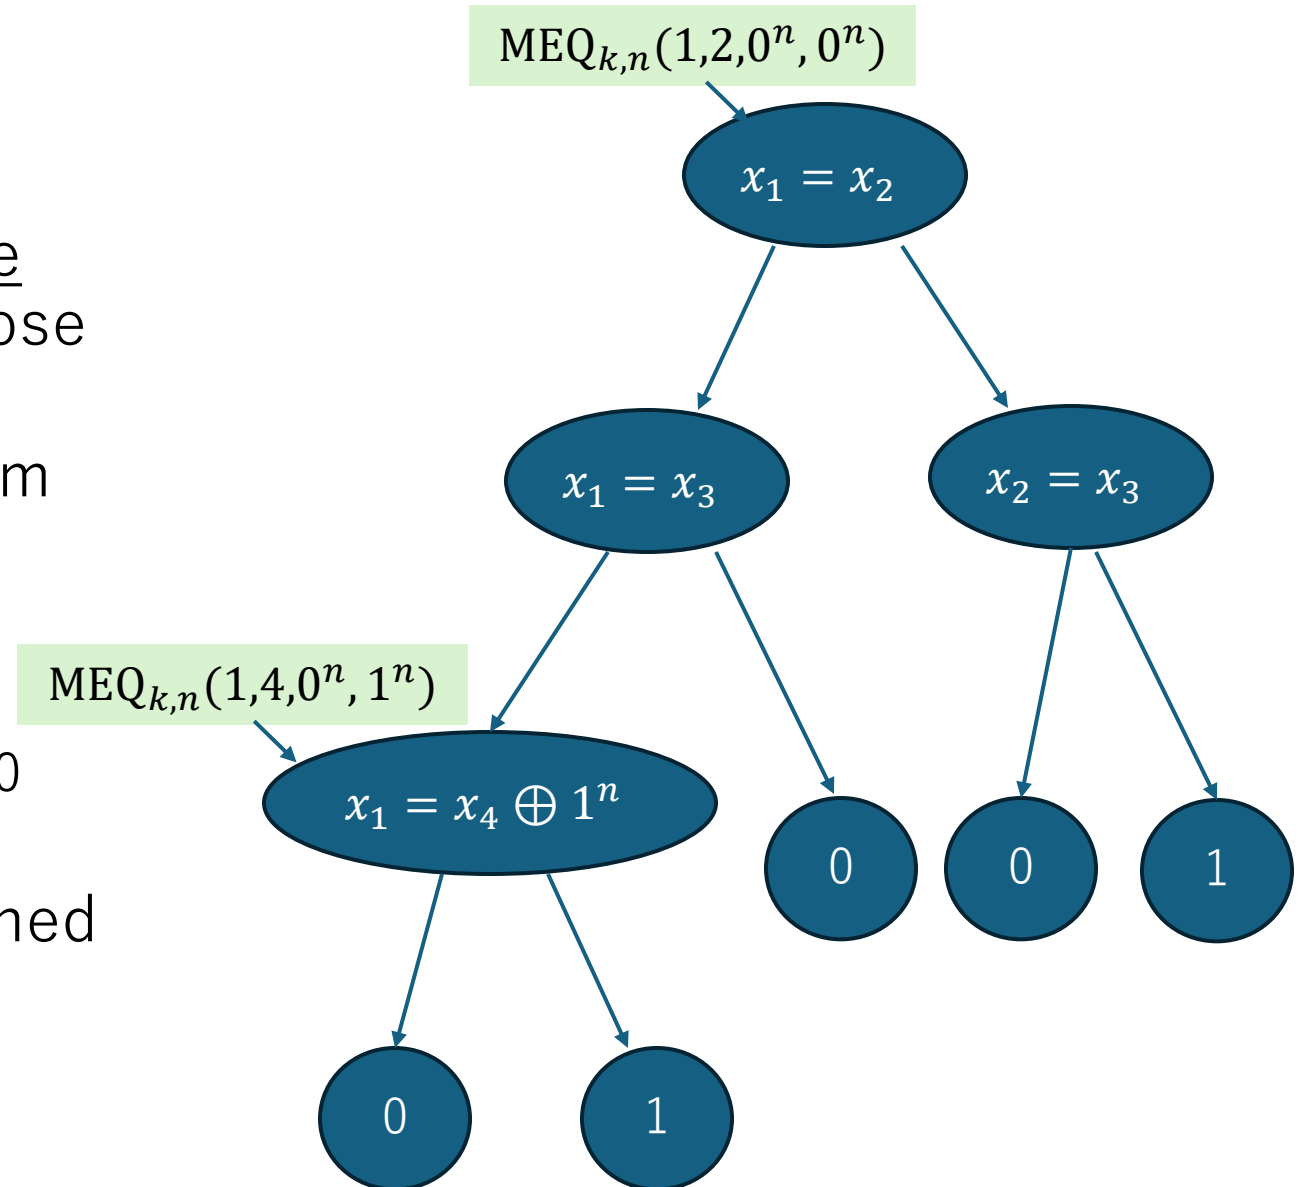 MEQ_{k,n}(1,2,0^n, 0^n)
x_1 = x_2
x_1 = x_3
x_2 = x_3
MEQ_{k,n}(1,4,0^n, 1^n)
x_1 = x_4 ⊕ 1^n
0
0
1
0
1